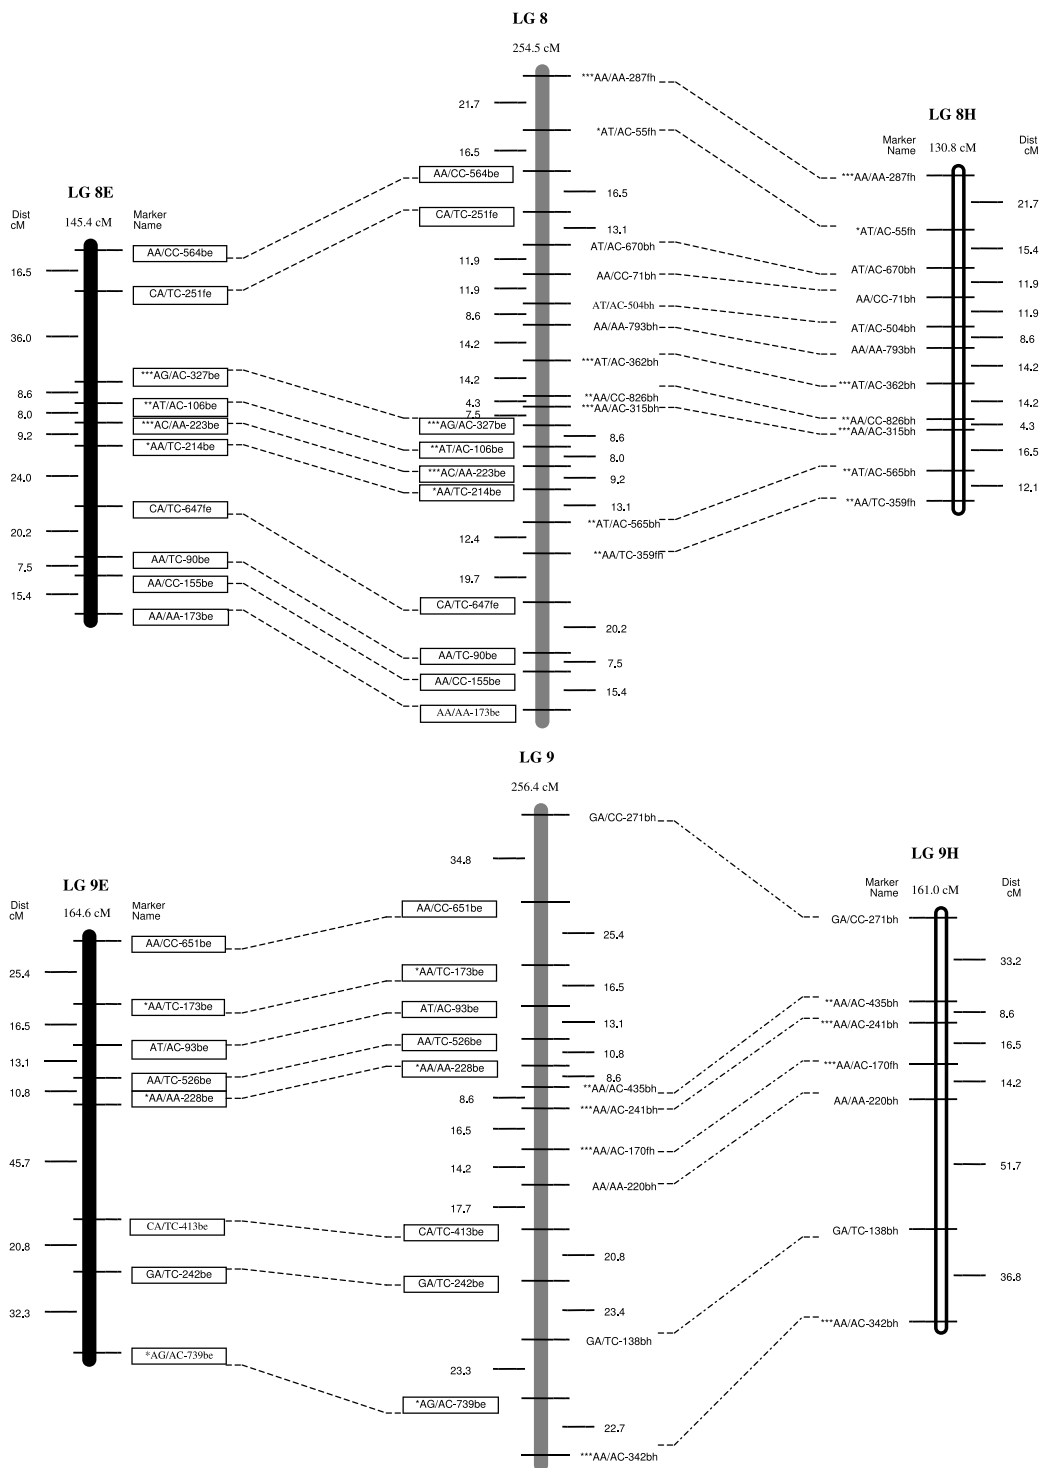 LG 8
254.5 cM
***AA/AA-287fh
21.7
*AT/AC-55fh
16.5
AA/CC-564be
16.5
CA/TC-251fe
13.1
AT/AC-670bh
11.9
AA/CC-71bh
11.9
AT/AC-504bh
8.6
AA/AA-793bh
14.2
***AT/AC-362bh
14.2
**AA/CC-826bh
4.3
***AA/AC-315bh
7.5
***AG/AC-327be
8.6
**AT/AC-106be
8.0
***AC/AA-223be
9.2
*AA/TC-214be
13.1
**AT/AC-565bh
12.4
**AA/TC-359fh
19.7
CA/TC-647fe
20.2
AA/TC-90be
7.5
AA/CC-155be
15.4
AA/AA-173be
LG 8E
Dist
cM
145.4 cM
Marker
Name
AA/CC-564be
16.5
CA/TC-251fe
36.0
***AG/AC-327be
8.6
**AT/AC-106be
8.0
***AC/AA-223be
9.2
*AA/TC-214be
24.0
CA/TC-647fe
20.2
AA/TC-90be
7.5
AA/CC-155be
15.4
AA/AA-173be
LG 8H
Marker
Name
130.8 cM
Dist
cM
***AA/AA-287fh
21.7
*AT/AC-55fh
15.4
AT/AC-670bh
11.9
AA/CC-71bh
11.9
AT/AC-504bh
8.6
AA/AA-793bh
14.2
***AT/AC-362bh
14.2
**AA/CC-826bh
4.3
***AA/AC-315bh
16.5
**AT/AC-565bh
12.1
**AA/TC-359fh
LG 9
256.4 cM
GA/CC-271bh
34.8
AA/CC-651be
25.4
*AA/TC-173be
16.5
AT/AC-93be
13.1
AA/TC-526be
10.8
*AA/AA-228be
8.6
**AA/AC-435bh
8.6
***AA/AC-241bh
16.5
***AA/AC-170fh
14.2
AA/AA-220bh
17.7
CA/TC-413be
20.8
GA/TC-242be
23.4
GA/TC-138bh
23.3
*AG/AC-739be
22.7
***AA/AC-342bh
LG 9E
Dist
cM
164.6 cM
Marker
Name
AA/CC-651be
25.4
*AA/TC-173be
16.5
AT/AC-93be
13.1
AA/TC-526be
10.8
*AA/AA-228be
45.7
CA/TC-413be
20.8
GA/TC-242be
32.3
*AG/AC-739be
LG 9H
Marker
Name
161.0 cM
Dist
cM
GA/CC-271bh
33.2
**AA/AC-435bh
8.6
***AA/AC-241bh
16.5
***AA/AC-170fh
14.2
AA/AA-220bh
51.7
GA/TC-138bh
36.8
***AA/AC-342bh